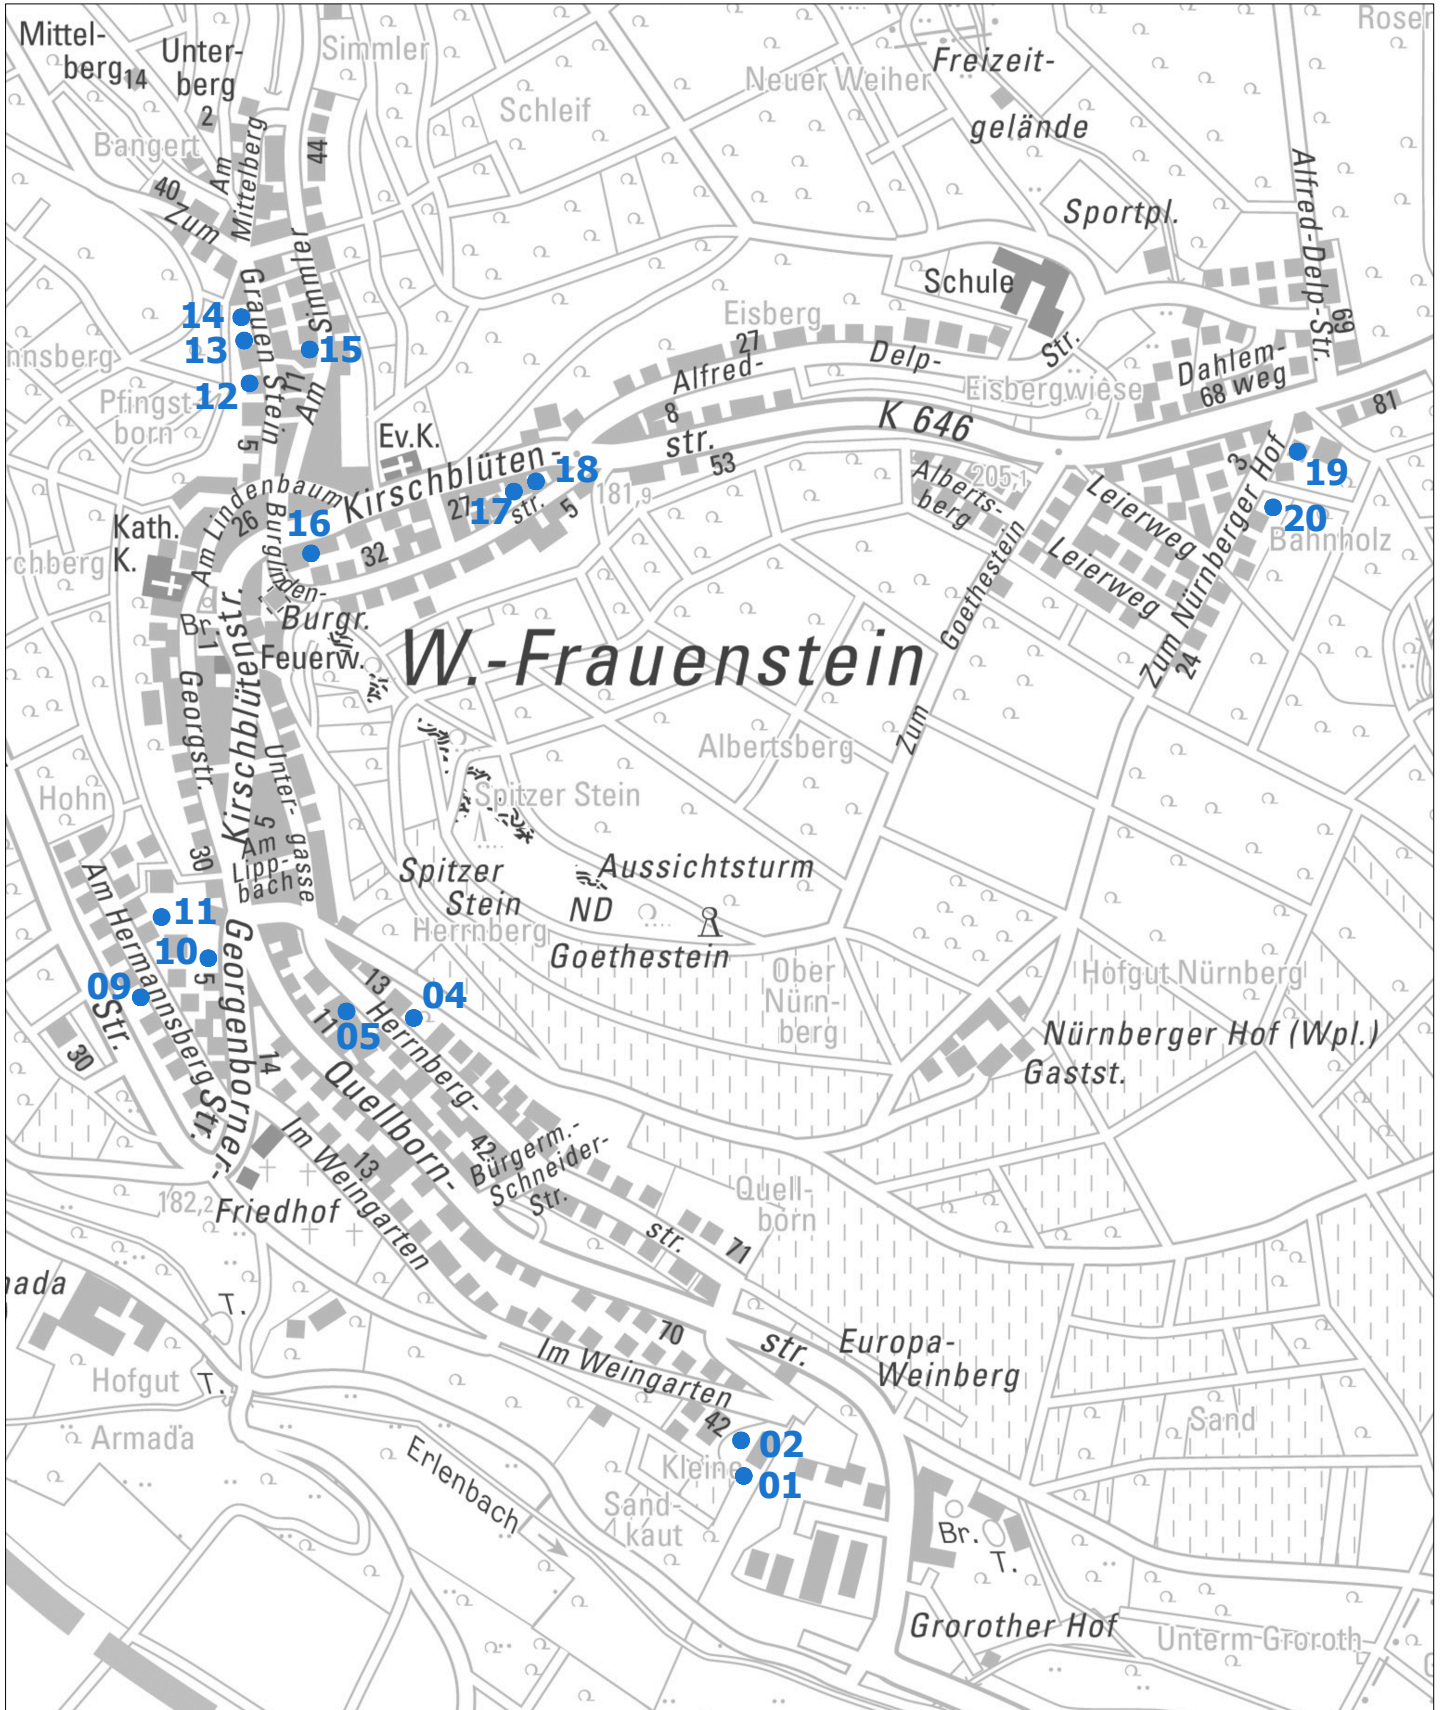 Mittel-
berg
14
Unter-
berg
2
Simmler
Schleif
Neuer Weiher
Freizeit-
gelände
Roser
Bangert
Am
Mittelberg
44
40
Zum
Grauen
Stein
Am
Simmler
11
Sportpl.
Alfred-Delp-Str.
69
Schule
Eisberg
27
Alfred-
Delp-
Str.
8
str.
53
K 646
Eisbergwiese
Dahlem-
68 weg
81
14
13
15
12
nnsberg
Pfingst-
born
5
Ev.K.
Kirschblüten-
str.
27
17
18
5
181,9
205,1
Alberts-
berg
Leierweg
Leierweg
3
Zum Nürnberger Hof
24
19
20
Bahnholz
Am Lindenbaum
26
Burglin-
den-
16
32
Kath.
K.
rchberg
Br.
1
Burgr.
Feuerw.
W.-Frauenstein
Zum
Goethestein
Georgstr.
30
Kirschblütenstr.
Unter-
gasse
5
Am
Lipp-
bach
Hohn
Albertsberg
Spitzer Stein
Spitzer
Stein
Aussichtsturm
ND
Goethestein
Herrnberg
Ober
Nürn-
berg
Hofgut Nürnberg
Nürnberger Hof (Wpl.)
Gastst.
Am Hermannsberg
11
10
5
09
Str.
30
Georgenborner-
Str.
14
13
04
11
05
Herrnberg-
str.
42
71
Quellborn-
str.
Bürgerm.-
Schneider-
Str.
Im Weingarten
13
182,2
Friedhof
Quell-
born
nada
T.
Hofgut
T.
Armada
70
Im Weingarten
42
Europa-
Weinberg
02
01
Kleine
Sand-
kaut
Sand
Erlenbach
Br.
T.
Grorother Hof
Unterm Groroth